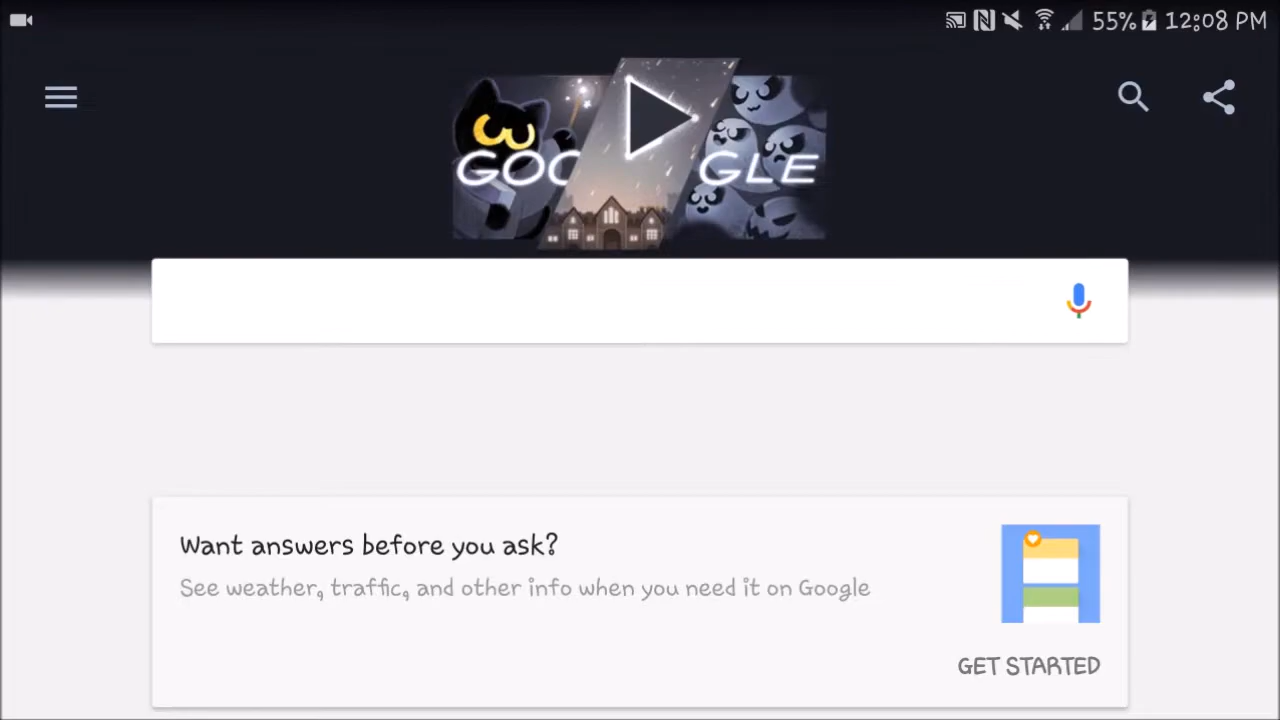 55% 12:08 PM
GOOGLE
Want answers before you ask?
See weather, traffic, and other info when you need it on Google
GET STARTED